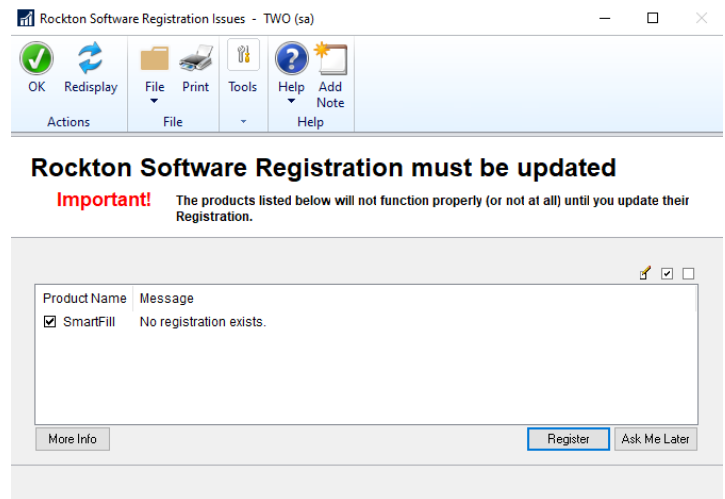 Rockton Software Registration Issues - TWO (sa)
OK Redisplay File Print Tools Help Add Note
Actions File Help
Rockton Software Registration must be updated
Important! The products listed below will not function properly (or not at all) until you update their
Registration.
Product Name Message
SmartFill No registration exists.
More Info Register Ask Me Later